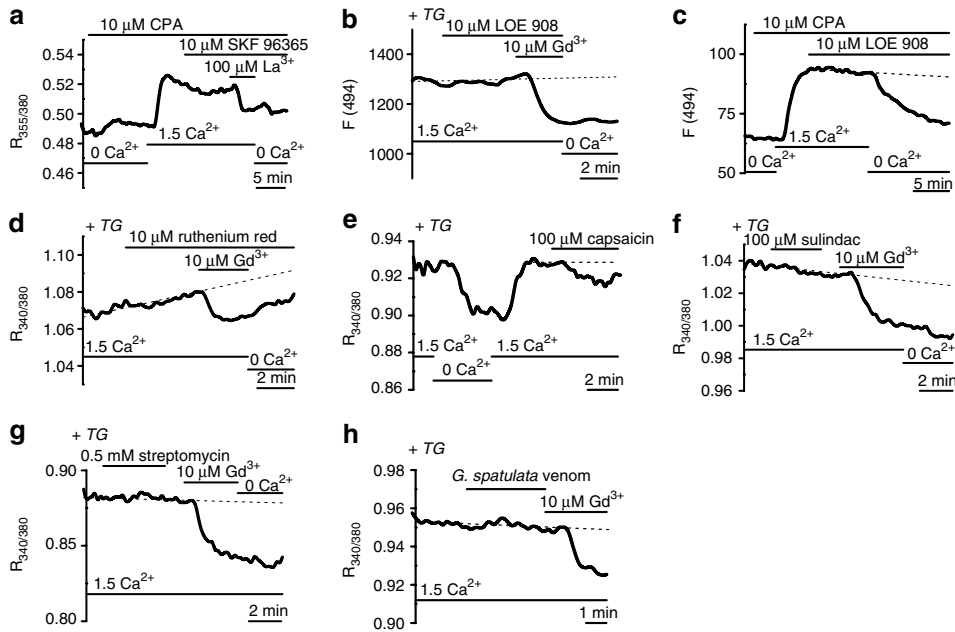 a
10 µM CPA
10 µM SKF 96365
100 µM La³⁺
1.5 Ca²⁺
0 Ca²⁺
0 Ca²⁺
5 min
R355/380
0.54
0.52
0.50
0.48
0.46
b
+ TG
10 µM LOE 908
10 µM Gd³⁺
1.5 Ca²⁺
0 Ca²⁺
2 min
F (494)
1400
1300
1200
1000
c
10 µM CPA
10 µM LOE 908
1.5 Ca²⁺
0 Ca²⁺
0 Ca²⁺
5 min
F (494)
100
75
50
d
+ TG
10 µM ruthenium red
10 µM Gd³⁺
1.5 Ca²⁺
0 Ca²⁺
2 min
R340/380
1.10
1.08
1.06
1.04
e
+ TG
100 µM capsaicin
1.5 Ca²⁺
1.5 Ca²⁺
0 Ca²⁺
2 min
R340/380
0.94
0.92
0.90
0.88
0.86
f
+ TG
100 µM sulindac
10 µM Gd³⁺
1.5 Ca²⁺
0 Ca²⁺
2 min
R340/380
1.04
1.02
1.00
0.98
0.96
g
+ TG
0.5 mM streptomycin
10 µM Gd³⁺
0 Ca²⁺
1.5 Ca²⁺
2 min
R340/380
0.90
0.85
0.80
h
+ TG
G. spatulata venom
10 µM Gd³⁺
1.5 Ca²⁺
1 min
R340/380
0.98
0.96
0.94
0.92
0.90